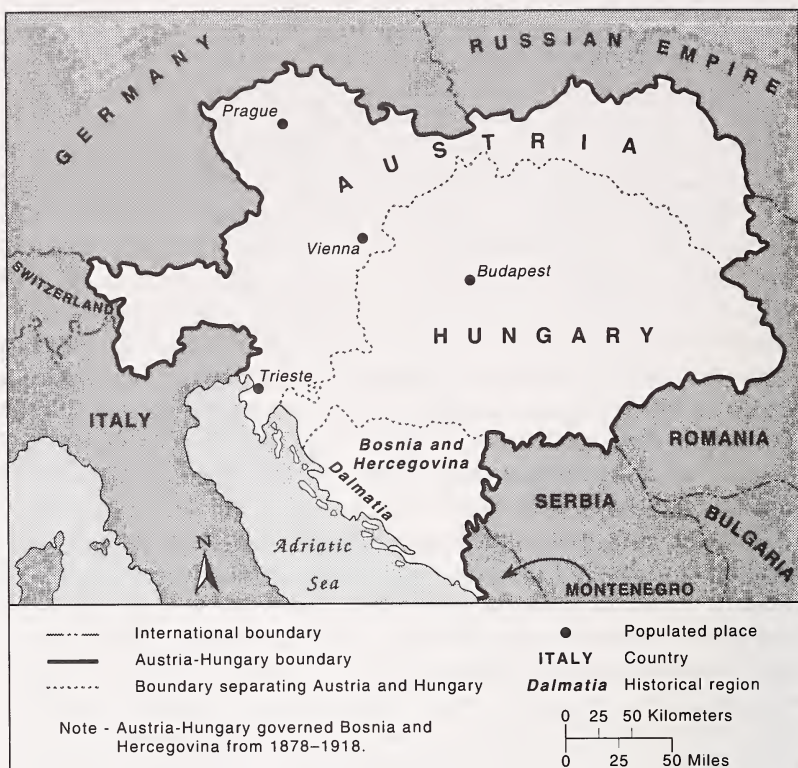 GERMANY
RUSSIAN EMPIRE
Prague
AUSTRIA
Vienna
Budapest
SWITZERLAND
HUNGARY
Trieste
ITALY
Bosnia and
Hercegovina
ROMANIA
Dalmatia
SERBIA
BULGARIA
N
Adriatic
Sea
MONTENEGRO
International boundary
Austria-Hungary boundary
Boundary separating Austria and Hungary
Note - Austria-Hungary governed Bosnia and
Hercegovina from 1878–1918.
Populated place
ITALY Country
Dalmatia Historical region
0 25 50 Kilometers
0 25 50 Miles